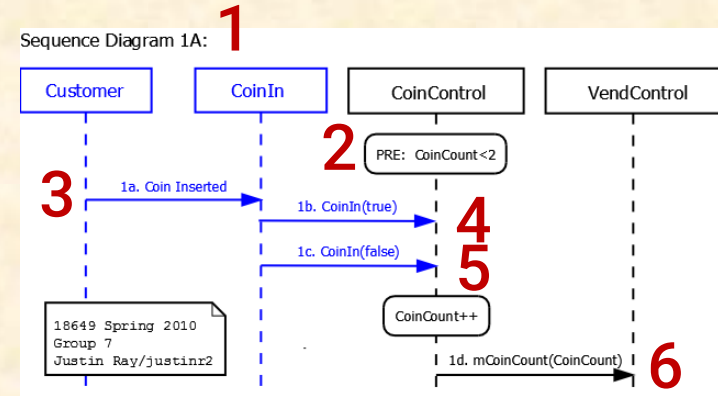 1
Sequence Diagram 1A:
Customer
CoinIn
CoinControl
VendControl
2
PRE: CoinCount<2
3
1a. Coin Inserted
1b. CoinIn(true)
4
1c. CoinIn(false)
5
CoinCount++
18649 Spring 2010
Group 7
Justin Ray/justinr2
1d. mCoinCount(CoinCount)
6